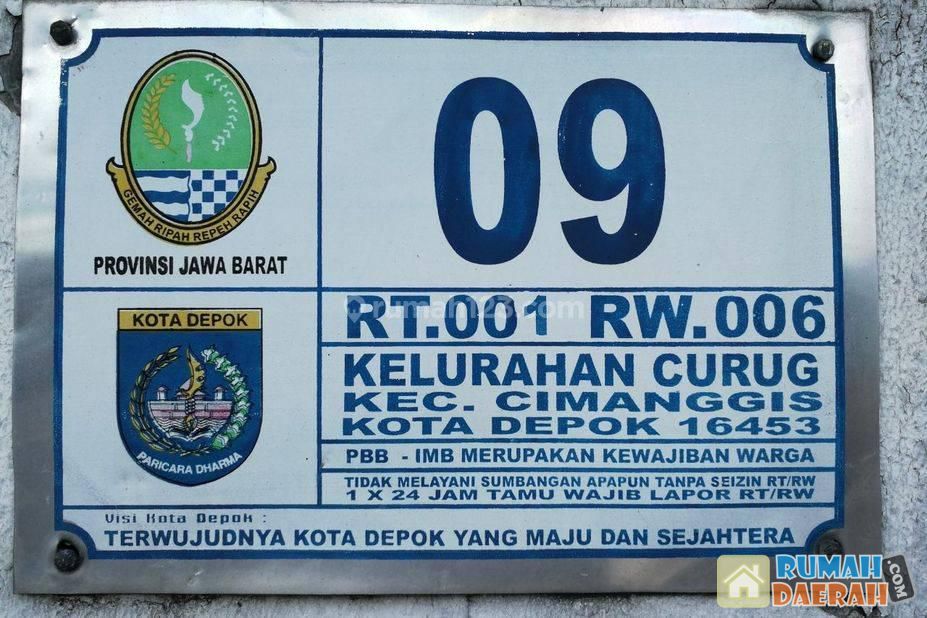 GEMAH RIPAH REPEH RAPIH
PROVINSI JAWA BARAT
KOTA DEPOK
PARICARA DHARMA
09
rumah123.com
RT.001 RW.006
KELURAHAN CURUG
KEC. CIMANGGIS
KOTA DEPOK 16453
PBB - IMB MERUPAKAN KEWAJIBAN WARGA
TIDAK MELAYANI SUMBANGAN APAPUN TANPA SEIZIN RT/RW
1 X 24 JAM TAMU WAJIB LAPOR RT/RW
Visi Kota Depok :
TERWUJUDNYA KOTA DEPOK YANG MAJU DAN SEJAHTERA
RUMAH
DAERAH
.COM